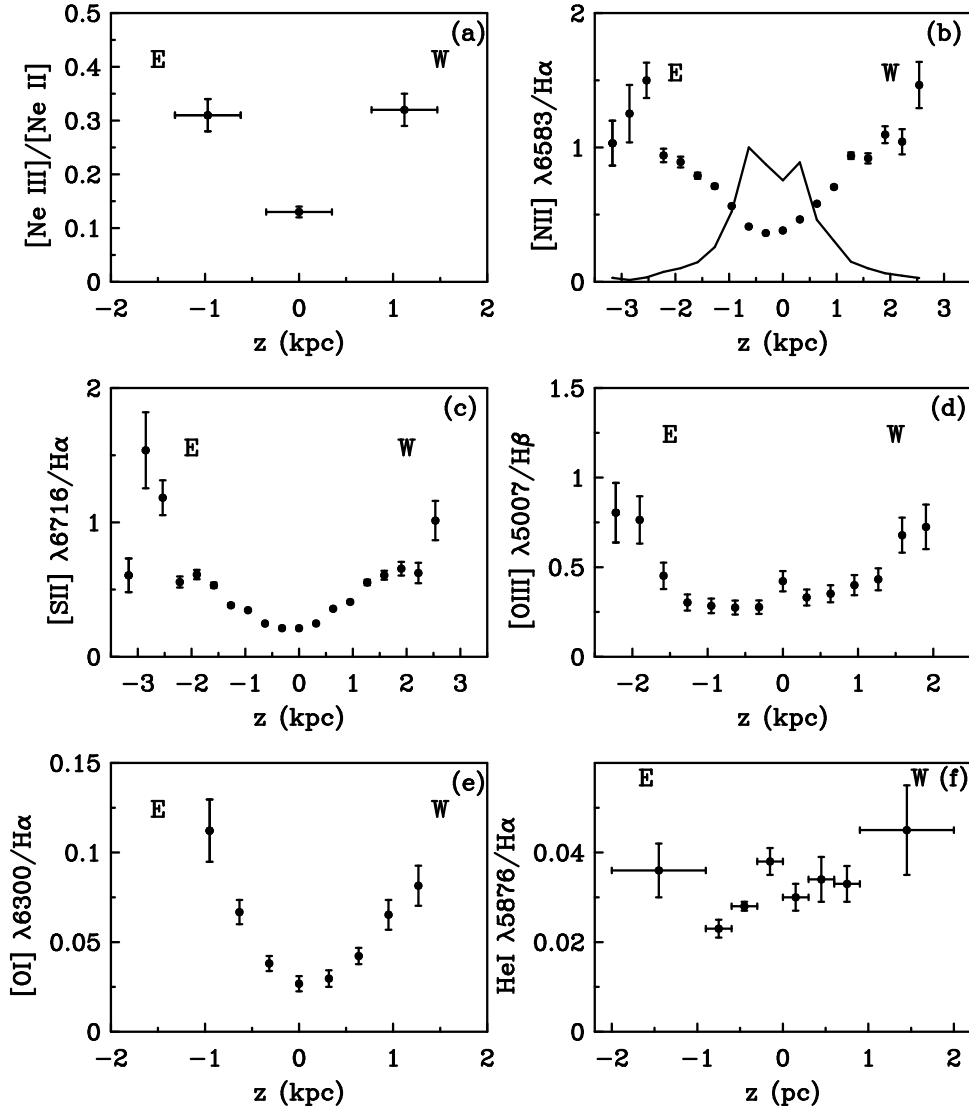 (a)
E
W
[Ne III]/[Ne II]
0.5
0.4
0.3
0.2
0.1
0
−2 −1 0 1 2
z (kpc)
(b)
E
W
[NII] λ6583/Hα
2
1.5
1
0.5
0
−3 −2 −1 0 1 2 3
z (kpc)
(c)
E
W
[SII] λ6716/Hα
2
1
0
−3 −2 −1 0 1 2 3
z (kpc)
(d)
E
W
[OIII] λ5007/Hβ
1.5
1
0.5
0
−2 −1 0 1 2
z (kpc)
(e)
E
W
[OI] λ6300/Hα
0.15
0.1
0.05
0
−2 −1 0 1 2
z (kpc)
E
W (f)
HeI λ5876/Hα
0.04
0.02
0
−2 −1 0 1 2
z (pc)